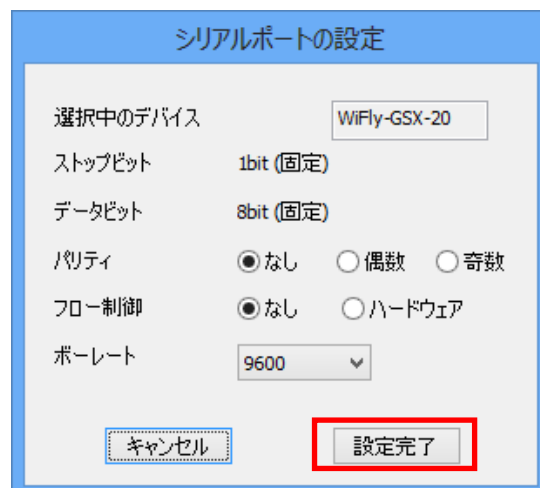 シリアルポートの設定
選択中のデバイス WiFly-GSX-20
ストップビット 1bit (固定)
データビット 8bit (固定)
パリティ なし 偶数 奇数
フロー制御 なし ハードウェア
ボーレート 9600
キャンセル 設定完了